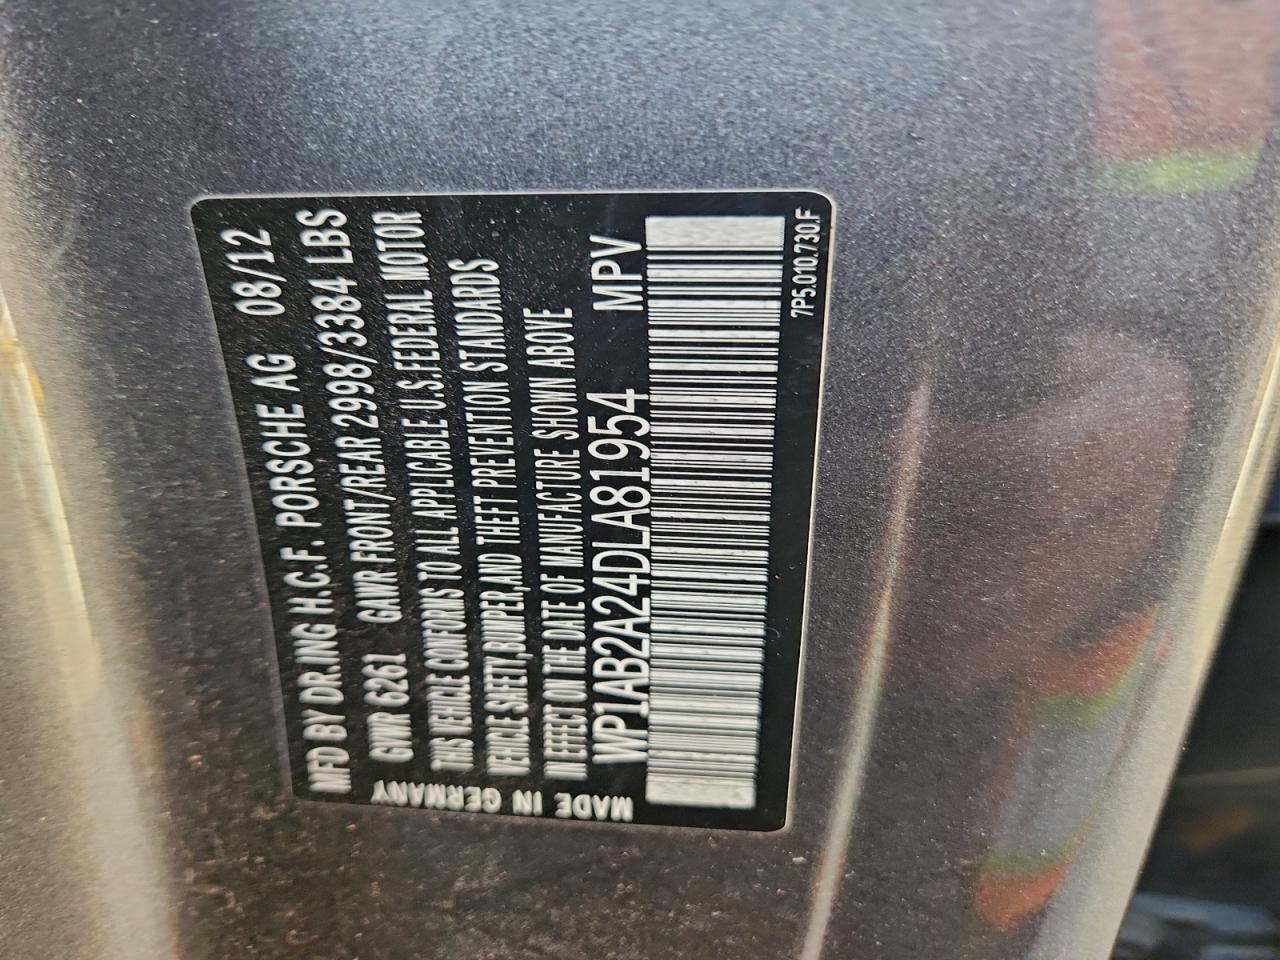 MFD BY DR.ING H.C.F. PORSCHE AG 08/12
GVWR 6261 GAWR FRONT/REAR 2998/3384 LBS
THIS VEHICLE CONFORMS TO ALL APPLICABLE U.S.FEDERAL MOTOR
VEHICLE SAFETY,BUMPER,AND THEFT PREVENTION STANDARDS
IN EFFECT ON THE DATE OF MANUFACTURE SHOWN ABOVE
WP1AB2A24DLA81954 MPV
MADE IN GERMANY
7P5.010.730.F